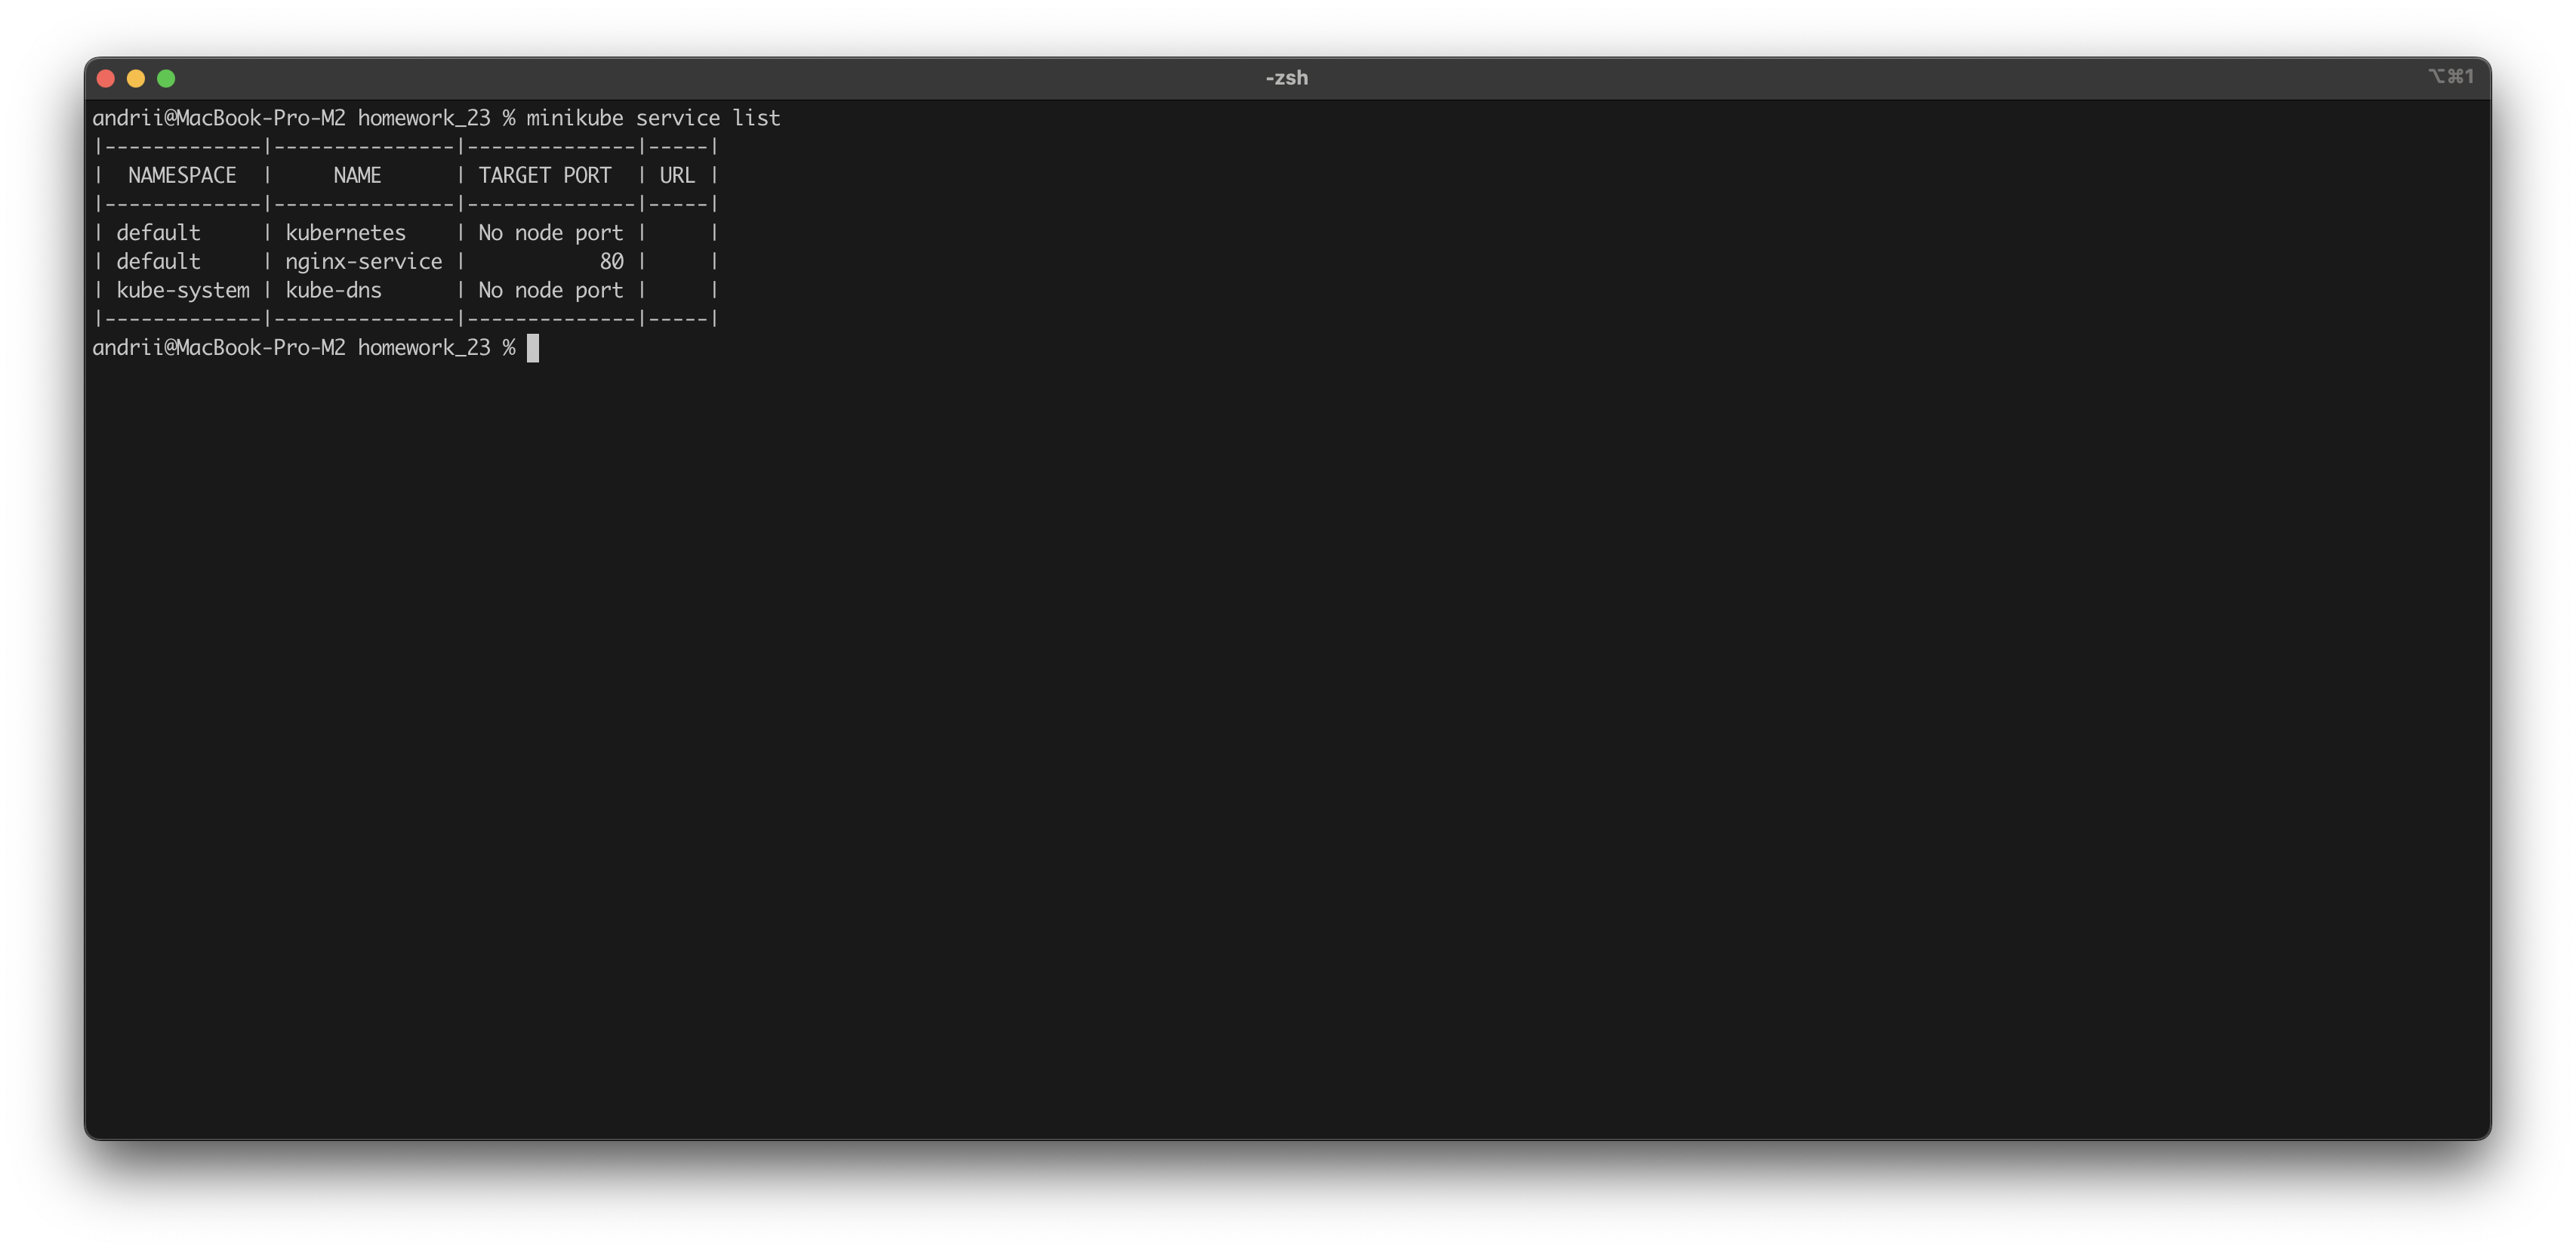 -zsh
⌥⌘1
andrii@MacBook-Pro-M2 homework_23 % minikube service list
|-------------|---------------|--------------|-----|
|  NAMESPACE  |     NAME      | TARGET PORT  | URL |
|-------------|---------------|--------------|-----|
| default     | kubernetes    | No node port |     |
| default     | nginx-service |           80 |     |
| kube-system | kube-dns      | No node port |     |
|-------------|---------------|--------------|-----|
andrii@MacBook-Pro-M2 homework_23 %